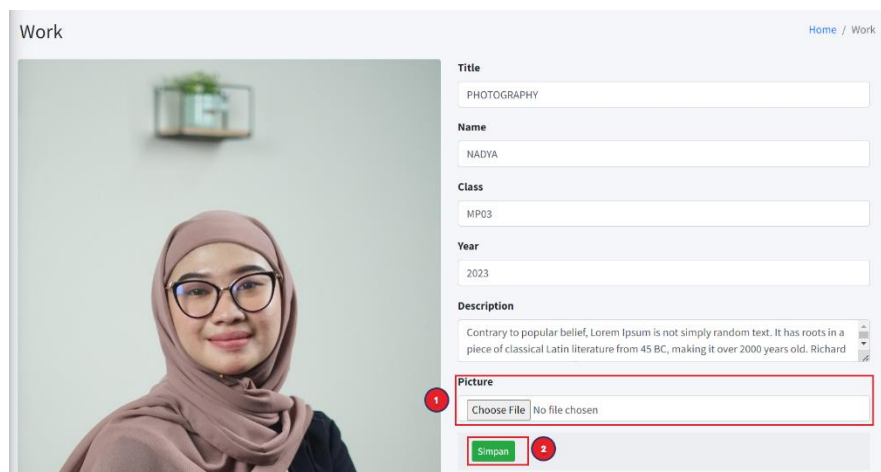 Work
Home / Work
Title
PHOTOGRAPHY
Name
NADYA
Class
MP03
Year
2023
Description
Contrary to popular belief, Lorem Ipsum is not simply random text. It has roots in a
piece of classical Latin literature from 45 BC, making it over 2000 years old. Richard
Picture
1
Choose File No file chosen
Simpan
2